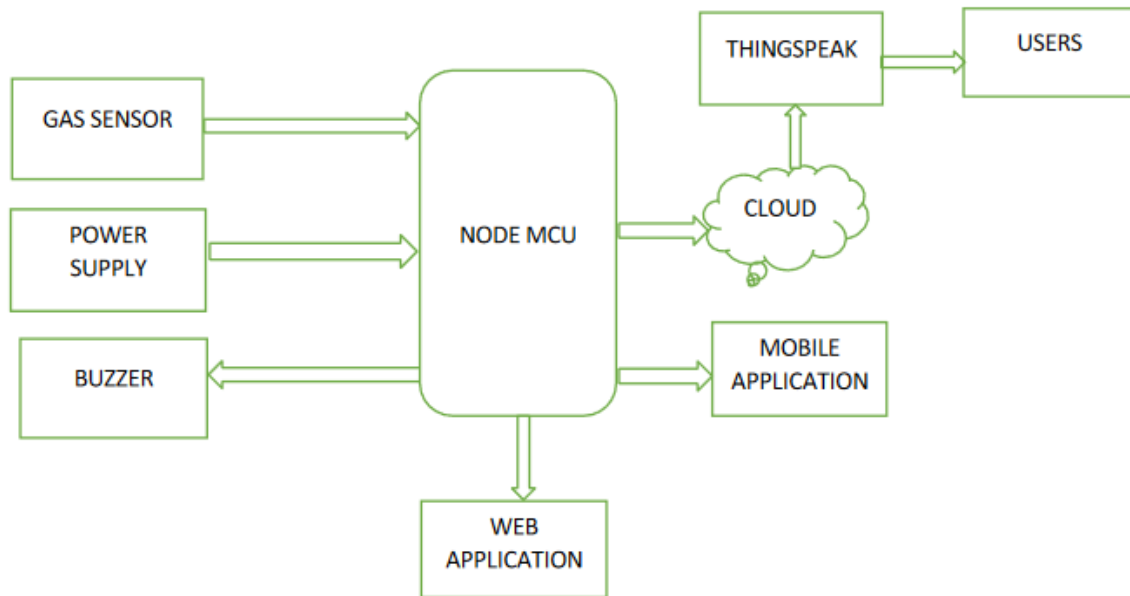 THINGSPEAK
USERS
GAS SENSOR
POWER
SUPPLY
NODE MCU
CLOUD
BUZZER
MOBILE
APPLICATION
WEB
APPLICATION